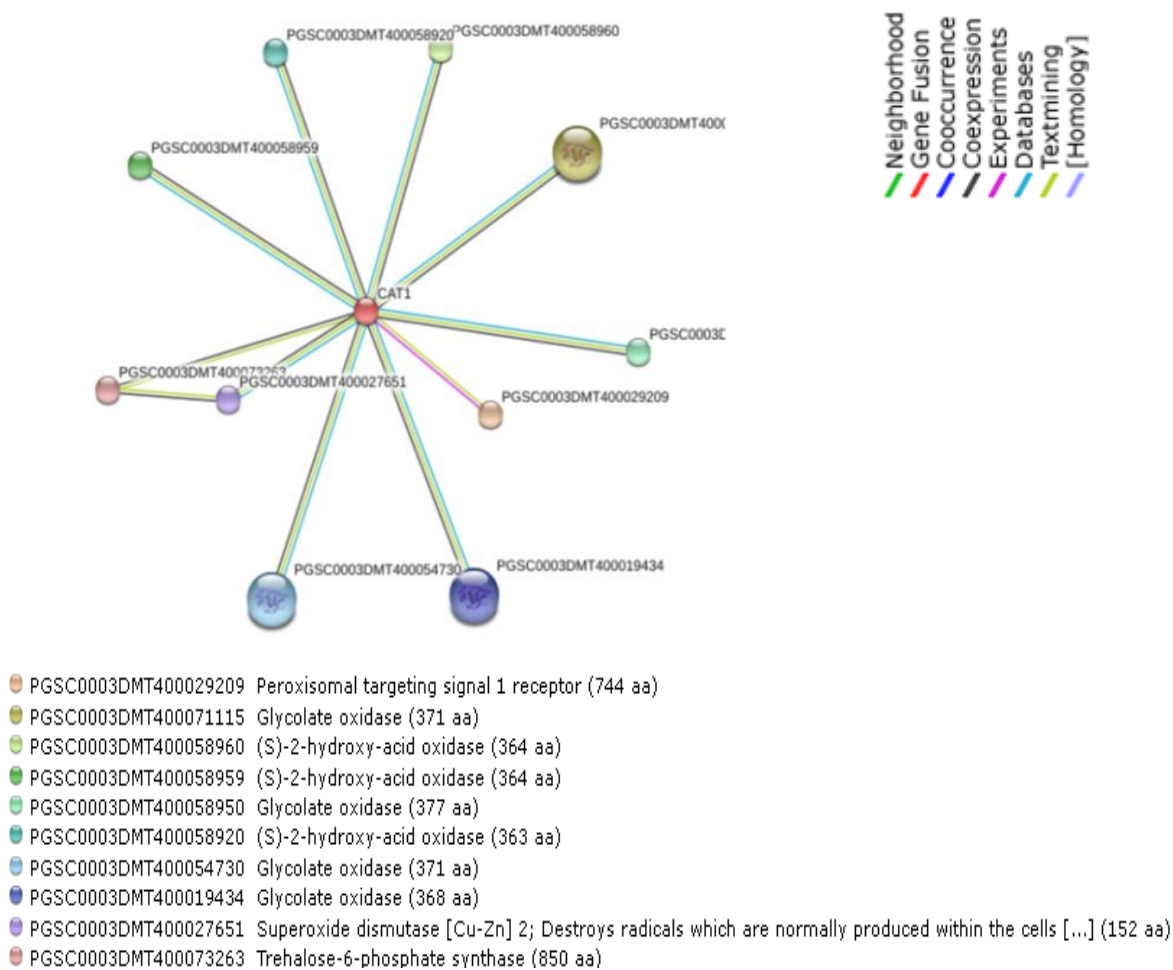 PGSC0003DMT400058920
PGSC0003DMT400058960
PGSC0003DMT400
PGSC0003DMT400058959
CAT1
PGSC0003D
PGSC0003DMT400073263
PGSC0003DMT400027651
PGSC0003DMT400029209
PGSC0003DMT400054730
PGSC0003DMT400019434
Neighborhood
Gene Fusion
Cooccurrence
Coexpression
Experiments
Databases
Textmining
[Homology]
PGSC0003DMT400029209 Peroxisomal targeting signal 1 receptor (744 aa)
PGSC0003DMT400071115 Glycolate oxidase (371 aa)
PGSC0003DMT400058960 (S)-2-hydroxy-acid oxidase (364 aa)
PGSC0003DMT400058959 (S)-2-hydroxy-acid oxidase (364 aa)
PGSC0003DMT400058950 Glycolate oxidase (377 aa)
PGSC0003DMT400058920 (S)-2-hydroxy-acid oxidase (363 aa)
PGSC0003DMT400054730 Glycolate oxidase (371 aa)
PGSC0003DMT400019434 Glycolate oxidase (368 aa)
PGSC0003DMT400027651 Superoxide dismutase [Cu-Zn] 2; Destroys radicals which are normally produced within the cells [...] (152 aa)
PGSC0003DMT400073263 Trehalose-6-phosphate synthase (850 aa)